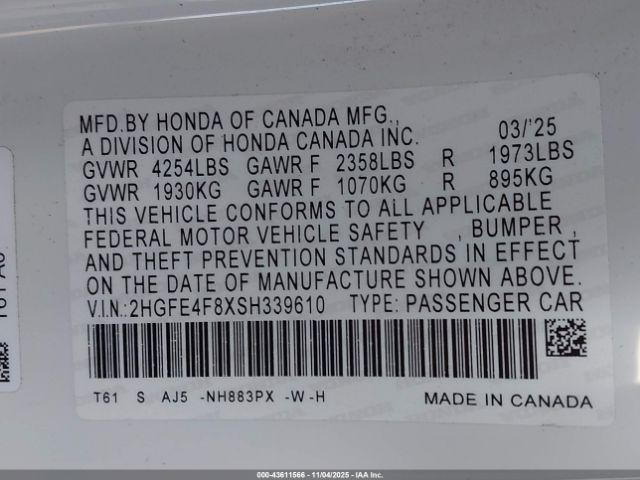 MFD.BY HONDA OF CANADA MFG.,
A DIVISION OF HONDA CANADA INC. 03/'25
GVWR 4254LBS GAWR F 2358LBS R 1973LBS
GVWR 1930KG GAWR F 1070KG R 895KG
THIS VEHICLE CONFORMS TO ALL APPLICABLE
FEDERAL MOTOR VEHICLE SAFETY , BUMPER ,
AND THEFT PREVENTION STANDARDS IN EFFECT
ON THE DATE OF MANUFACTURE SHOWN ABOVE.
V.I.N.:2HGFE4F8XSH339610 TYPE: PASSENGER CAR
T61 S AJ5 -NH883PX -W-H MADE IN CANADA
000-43611566 - 11/04/2025 - IAA Inc.